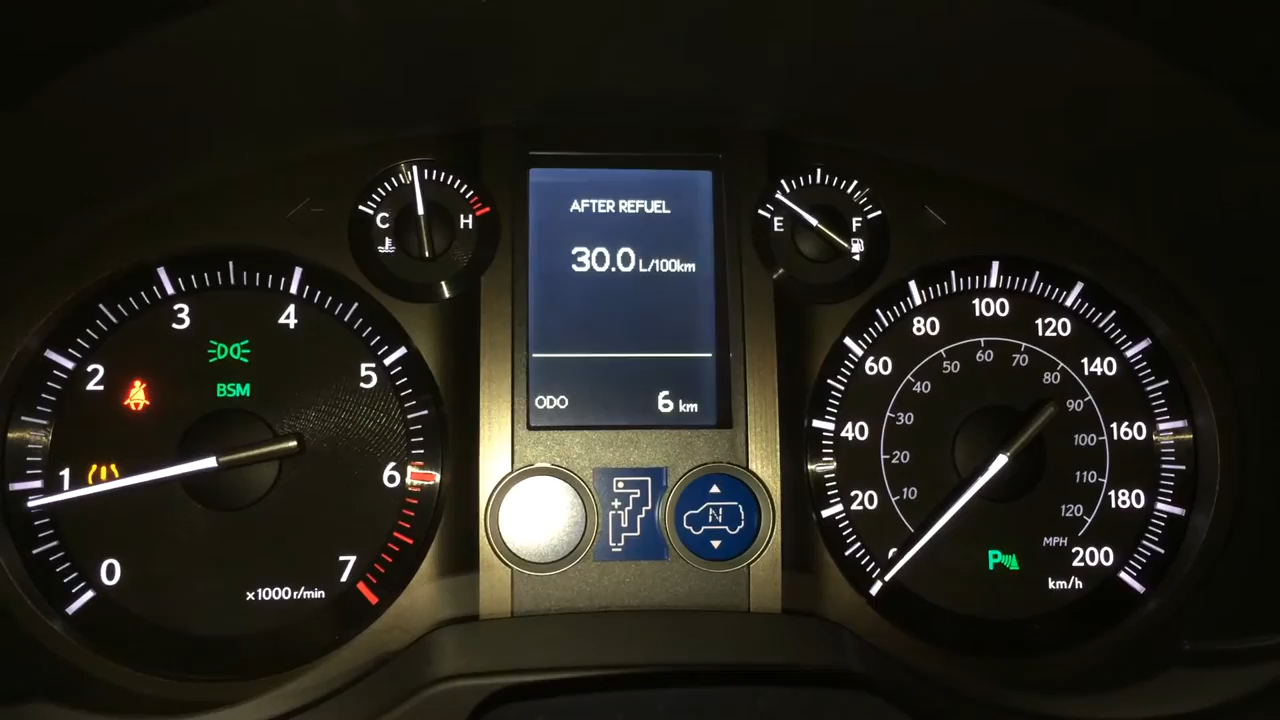 AFTER REFUEL
30.0 L/100km
ODO 6 km
C H
E F
0 1 2 3 4 5 6 7
x1000 r/min
BSM
N
20 40 60 80 100 120 140 160 180 200
km/h
10 20 30 40 50 60 70 80 90 100 110 120
MPH
P